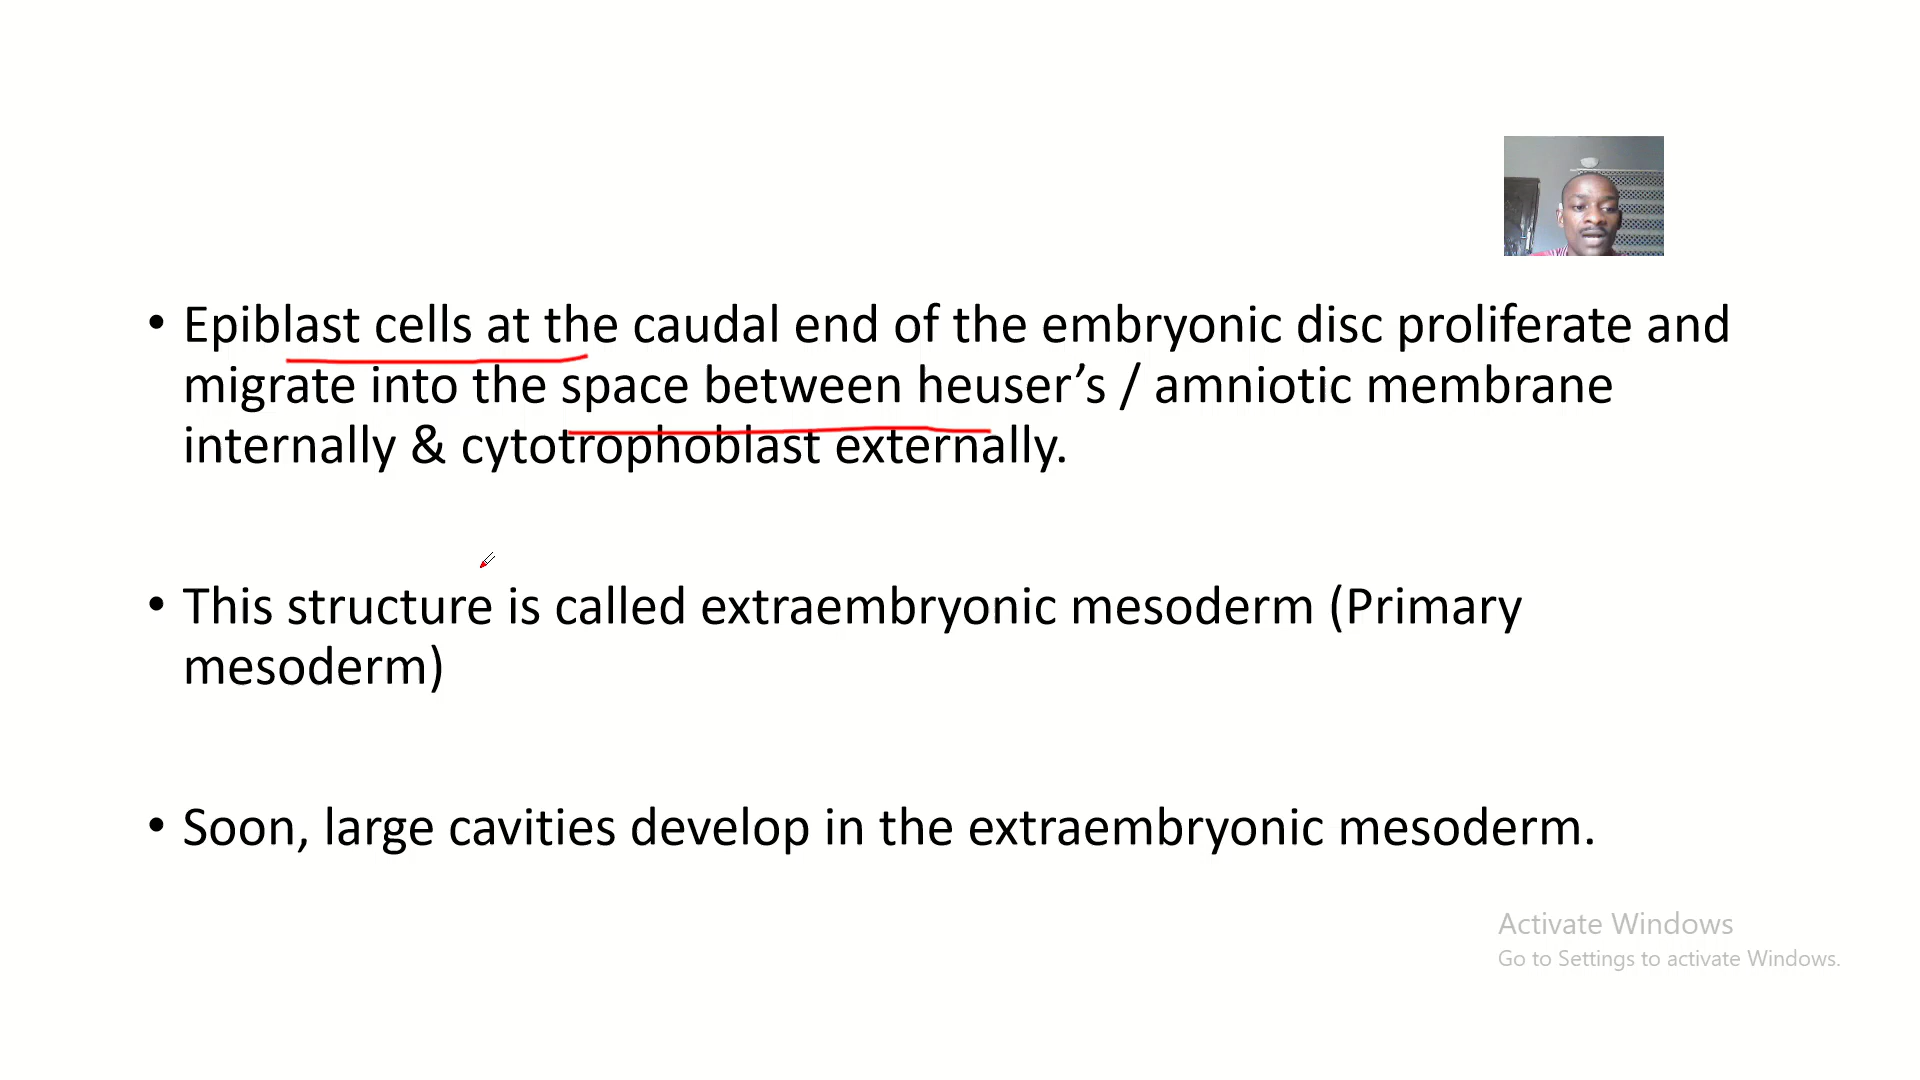 • Epiblast cells at the caudal end of the embryonic disc proliferate and
migrate into the space between heuser’s / amniotic membrane
internally & cytotrophoblast externally.
• This structure is called extraembryonic mesoderm (Primary
mesoderm)
• Soon, large cavities develop in the extraembryonic mesoderm.
Activate Windows
Go to Settings to activate Windows.